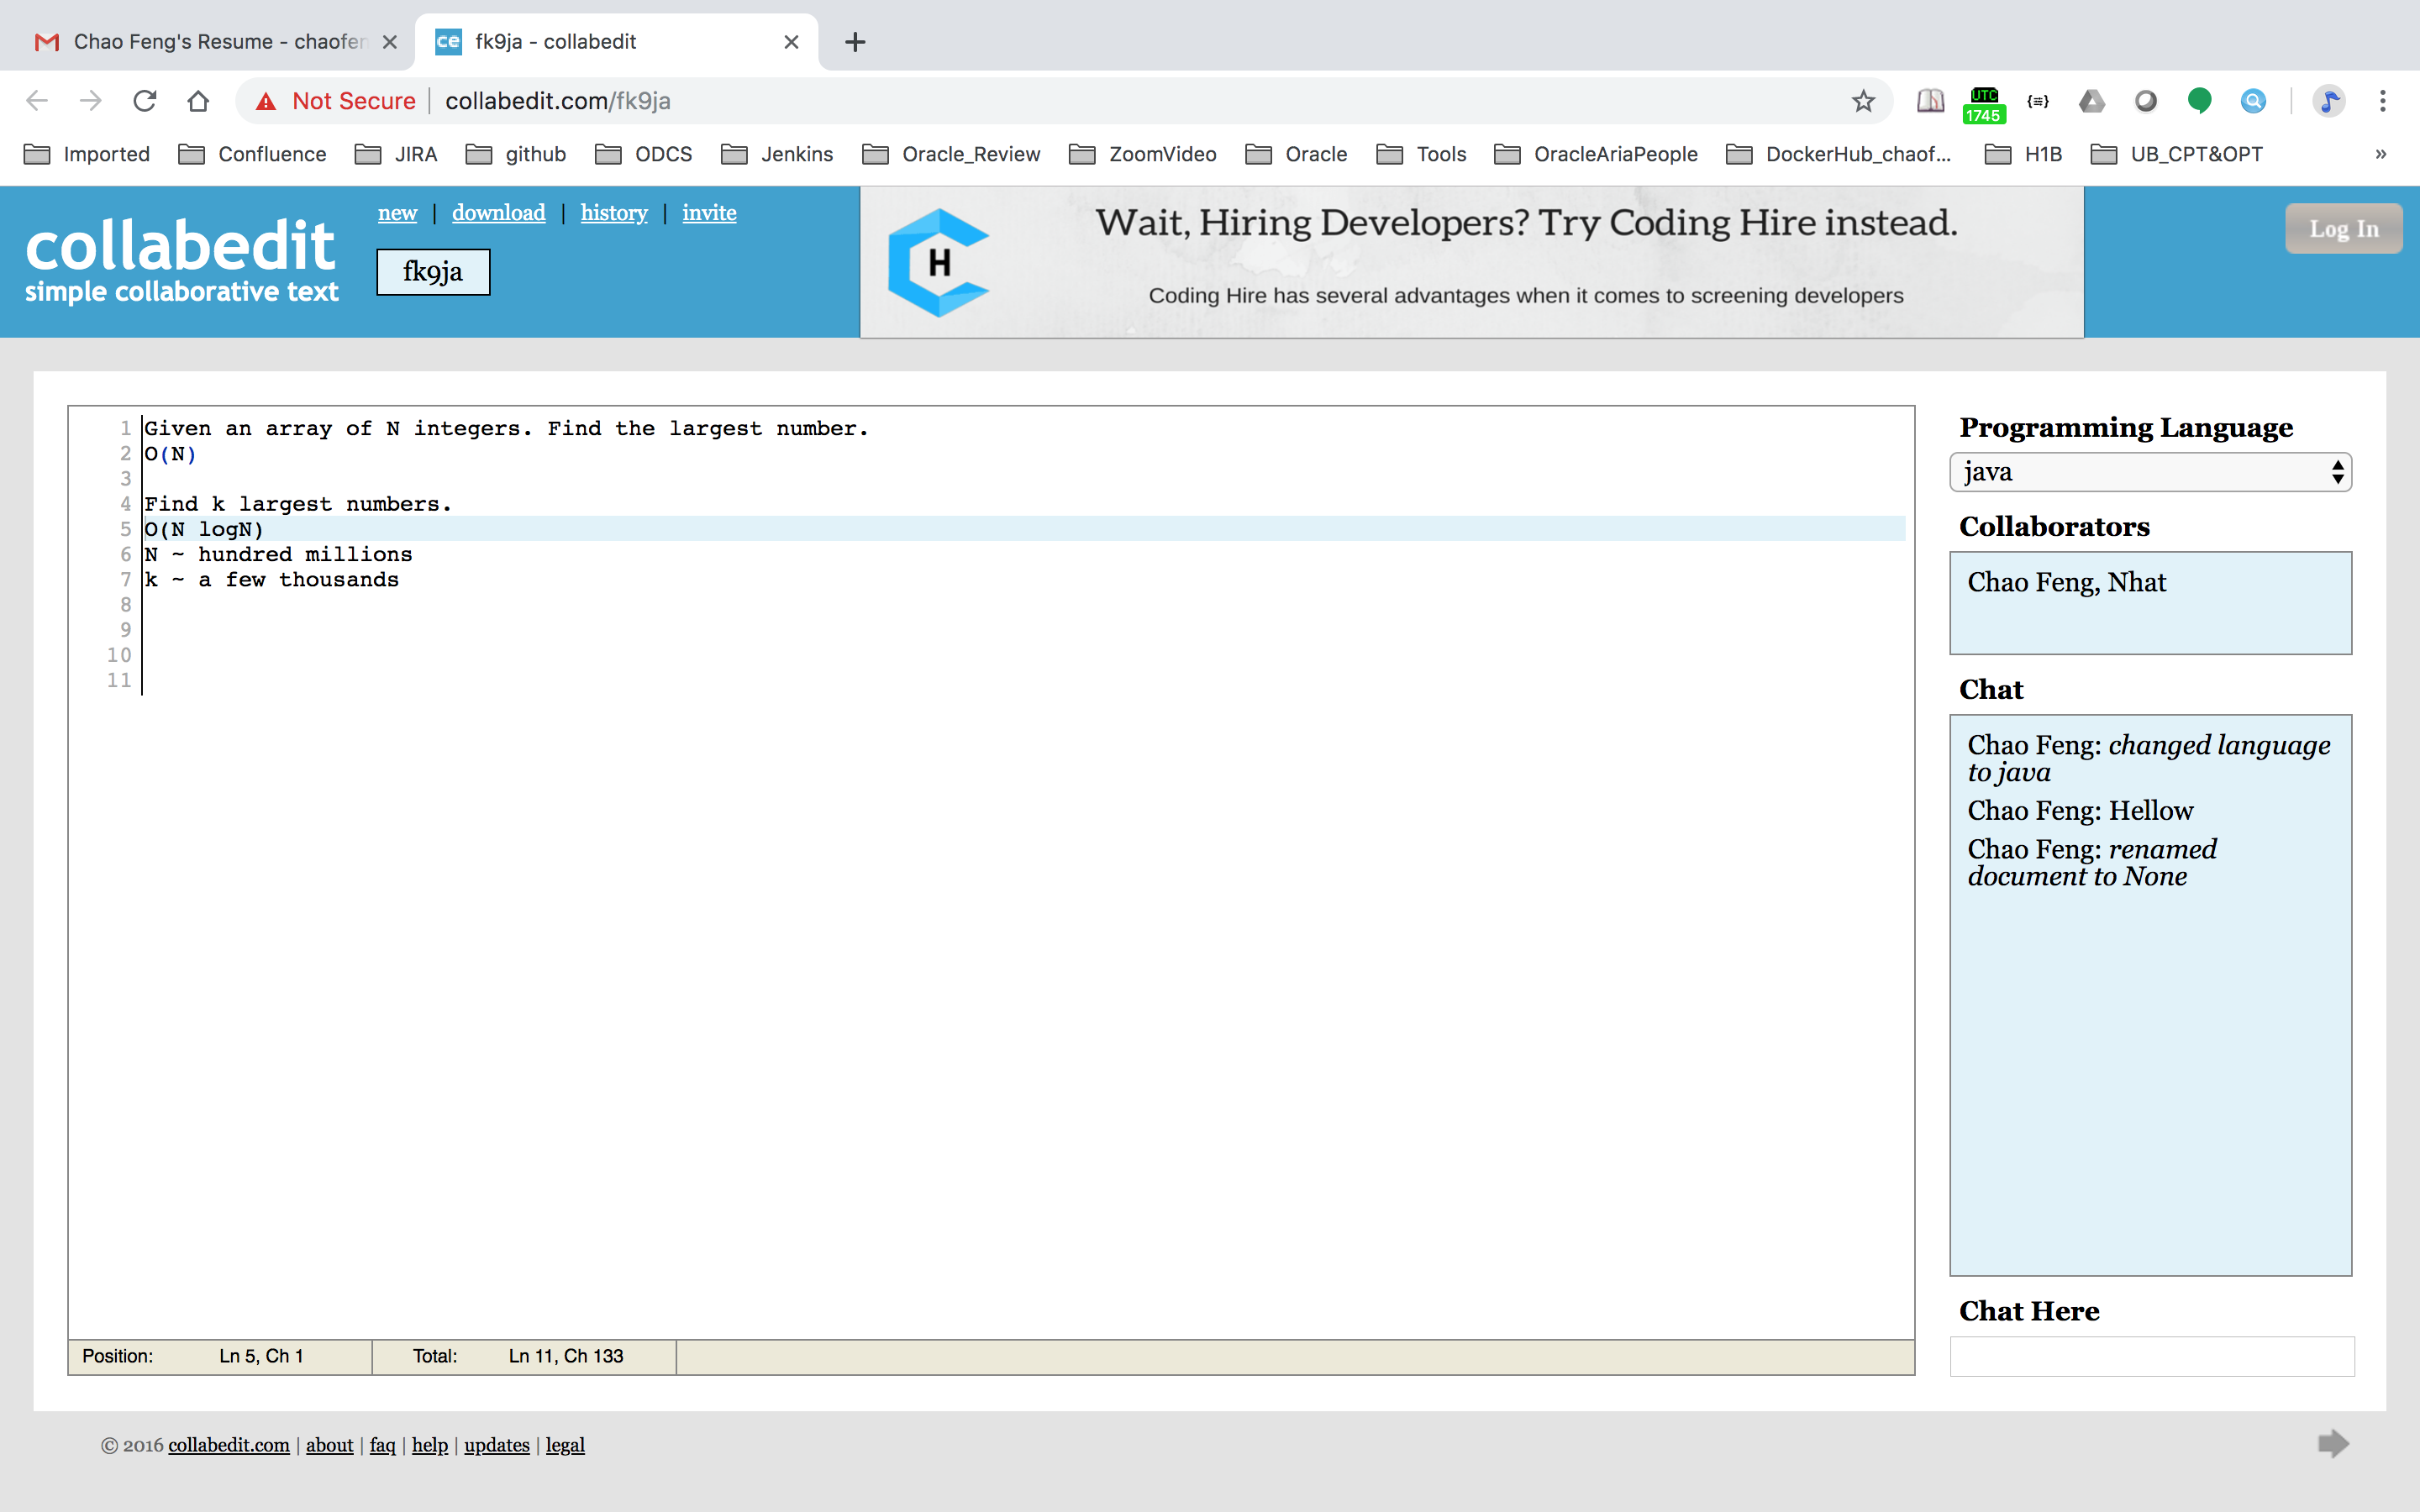 Chao Feng's Resume - chaofen
fk9ja - collabedit
Not Secure
collabedit.com/fk9ja
UTC
1745
Imported
Confluence
JIRA
github
ODCS
Jenkins
Oracle_Review
ZoomVideo
Oracle
Tools
OracleAriaPeople
DockerHub_chaof...
H1B
UB_CPT&OPT
»
collabedit
simple collaborative text
new | download | history | invite
fk9ja
H
Wait, Hiring Developers? Try Coding Hire instead.
Coding Hire has several advantages when it comes to screening developers
Log In
1 Given an array of N integers. Find the largest number.
2 O(N)
3
4 Find k largest numbers.
5 O(N logN)
6 N ~ hundred millions
7 k ~ a few thousands
8
9
10
11
Position: Ln 5, Ch 1 Total: Ln 11, Ch 133
Programming Language
java
Collaborators
Chao Feng, Nhat
Chat
Chao Feng: changed language
to java
Chao Feng: Hellow
Chao Feng: renamed
document to None
Chat Here
© 2016 collabedit.com | about | faq | help | updates | legal